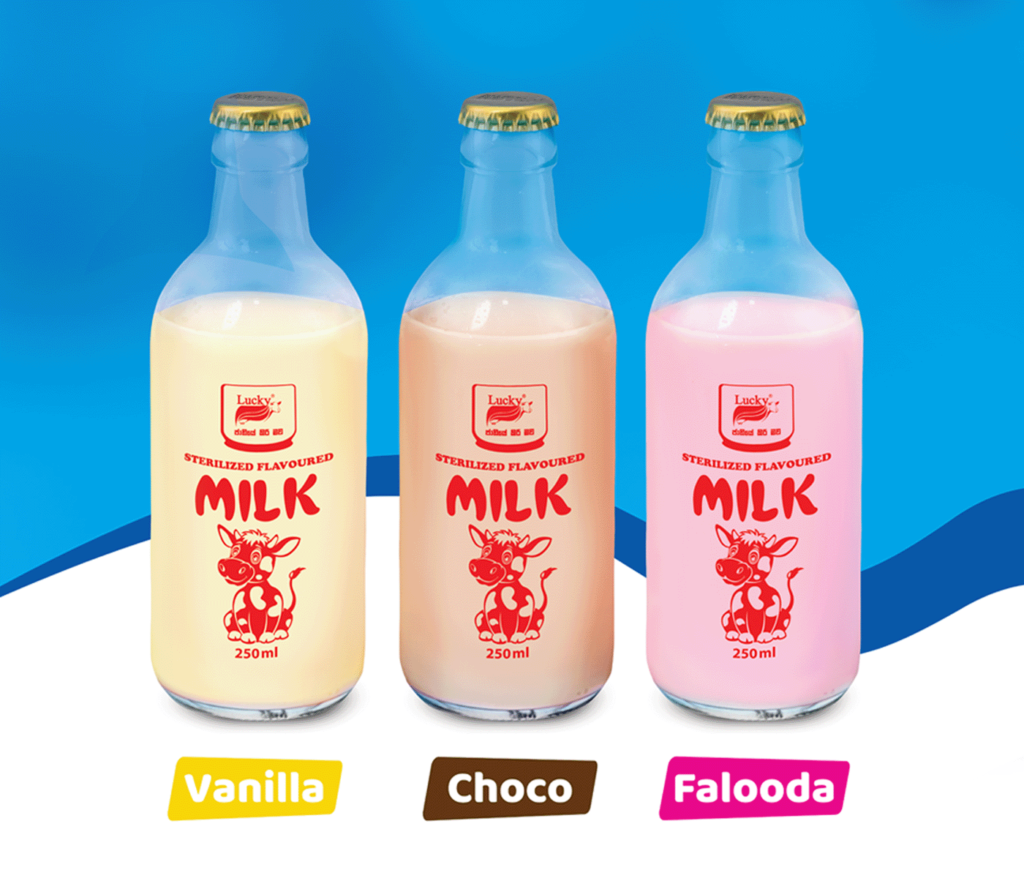 Lucky®
STERILIZED FLAVOURED
MILK
250ml
Lucky®
STERILIZED FLAVOURED
MILK
250ml
Lucky®
STERILIZED FLAVOURED
MILK
250ml
Vanilla
Choco
Falooda